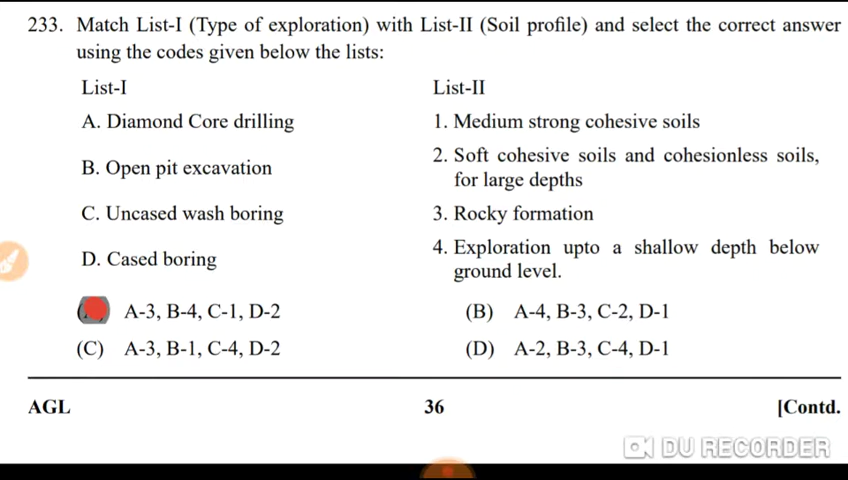 233. Match List-I (Type of exploration) with List-II (Soil profile) and select the correct answer
using the codes given below the lists:
List-I List-II
A. Diamond Core drilling 1. Medium strong cohesive soils
B. Open pit excavation 2. Soft cohesive soils and cohesionless soils,
for large depths
C. Uncased wash boring 3. Rocky formation
D. Cased boring 4. Exploration upto a shallow depth below
ground level.
A-3, B-4, C-1, D-2 (B) A-4, B-3, C-2, D-1
(C) A-3, B-1, C-4, D-2 (D) A-2, B-3, C-4, D-1
AGL 36 [Contd.
DU RECORDER